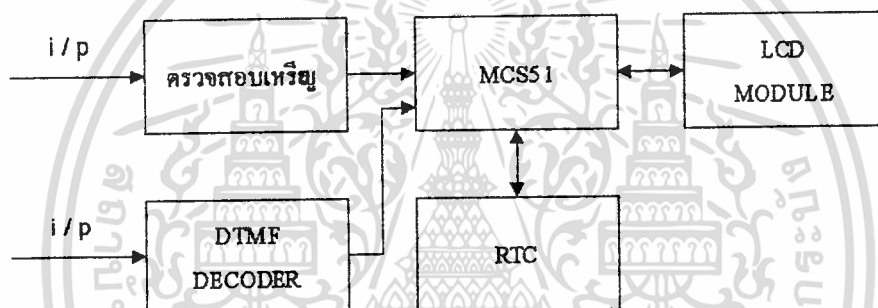 i / p
ตรวจสอบเหรียญ
MCS51
LCD
MODULE
i / p
DTMF
DECODER
RTC